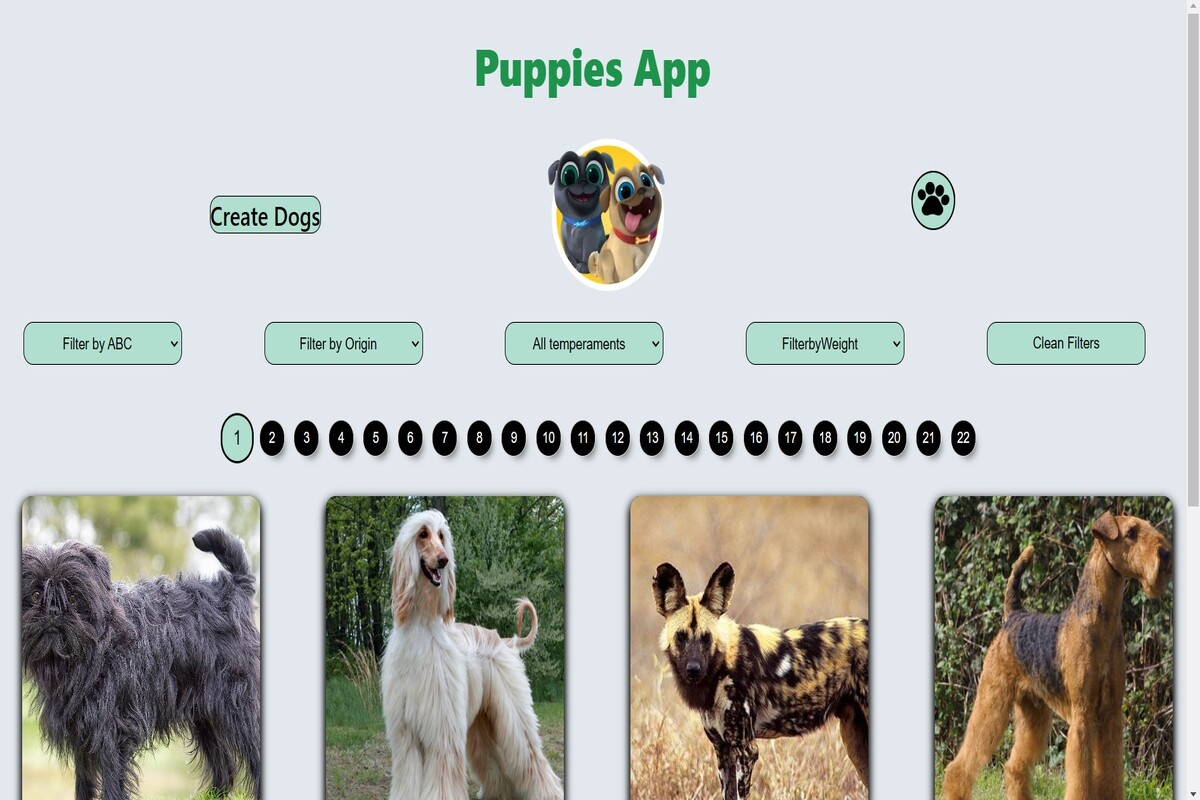 Puppies App
Create Dogs
Filter by ABC
Filter by Origin
All temperaments
FilterbyWeight
Clean Filters
1 2 3 4 5 6 7 8 9 10 11 12 13 14 15 16 17 18 19 20 21 22